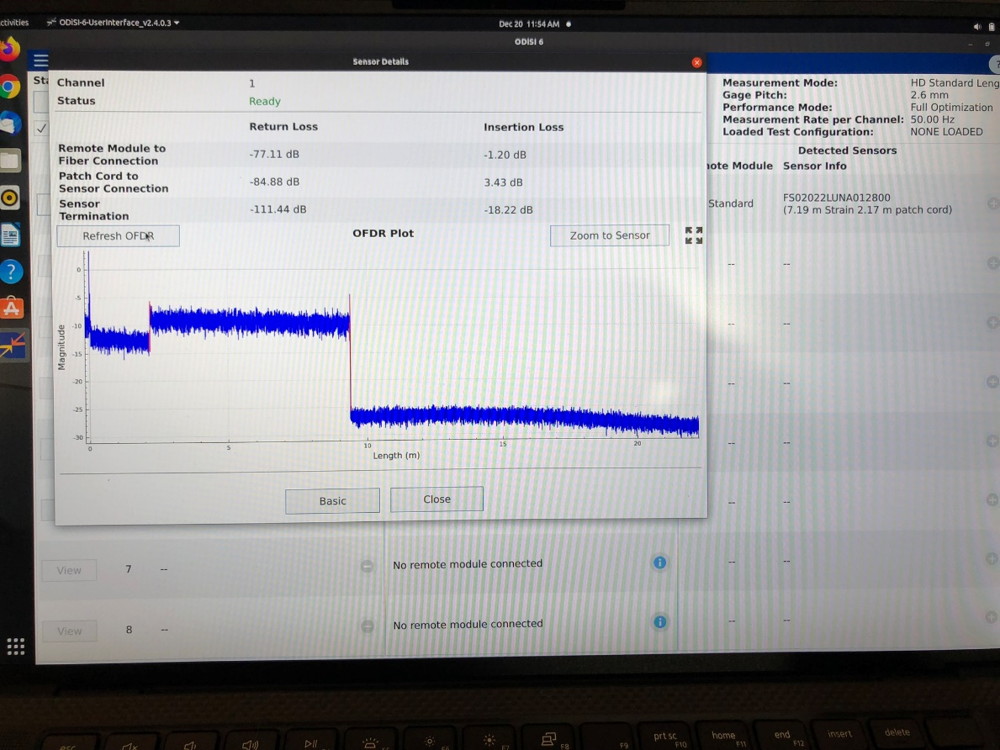 ctivities
ODiSI-6-UserInterface_v2.4.0.3
Dec 20 11:54 AM
ODiSI 6
Sensor Details
Sta
?
Channel 1
Status Ready
Return Loss Insertion Loss
Remote Module to
Fiber Connection -77.11 dB -1.20 dB
Patch Cord to
Sensor Connection -84.88 dB 3.43 dB
Sensor
Termination -111.44 dB -18.22 dB
Refresh OFDR
OFDR Plot
Zoom to Sensor
Magnitude
0
-5
-10
-15
-20
-25
-30
0 5 10 15 20
Length (m)
Basic Close
Measurement Mode: HD Standard Leng
Gage Pitch: 2.6 mm
Performance Mode: Full Optimization
Measurement Rate per Channel: 50.00 Hz
Loaded Test Configuration: NONE LOADED
Detected Sensors
note Module Sensor Info
Standard
FS02022LUNA012800
(7.19 m Strain 2.17 m patch cord)
-- --
-- --
-- --
-- --
-- --
View 7 -- No remote module connected -- --
View 8 -- No remote module connected -- --
esc F6 F7 F8 F9 prt sc F10 home F11 end F12 insert delete